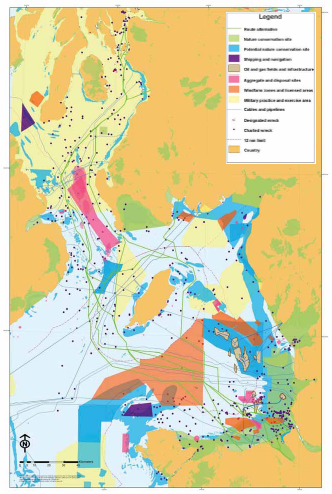 Legend
Route alternative
Nature conservation site
Potential nature conservation site
Shipping and navigation
Oil and gas fields and infrastructure
Aggregate and disposal sites
Windfarm zones and licensed areas
Military practice and exercise area
Cables and pipelines
Designated wreck
Charted wreck
12 nm limit
Country
N